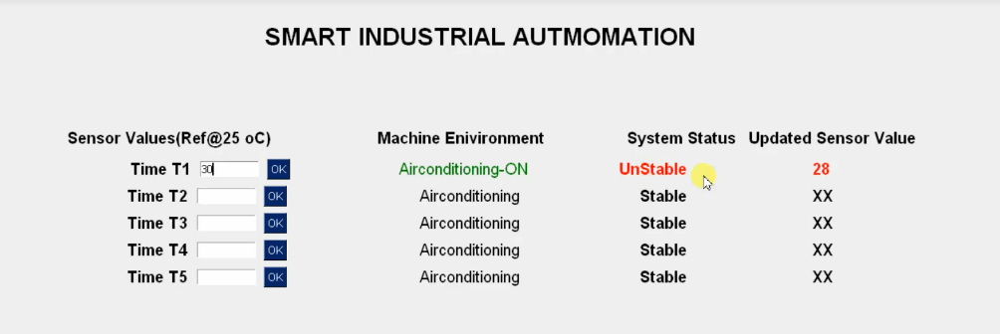 SMART INDUSTRIAL AUTMOMATION
Sensor Values(Ref@25 oC) Machine Enivironment System Status Updated Sensor Value
Time T1 30 OK Airconditioning-ON UnStable 28
Time T2 OK Airconditioning Stable XX
Time T3 OK Airconditioning Stable XX
Time T4 OK Airconditioning Stable XX
Time T5 OK Airconditioning Stable XX